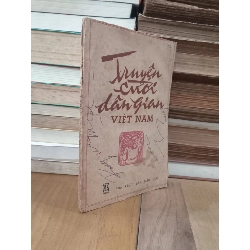 Truyện
cười
dân gian
VIỆT NAM